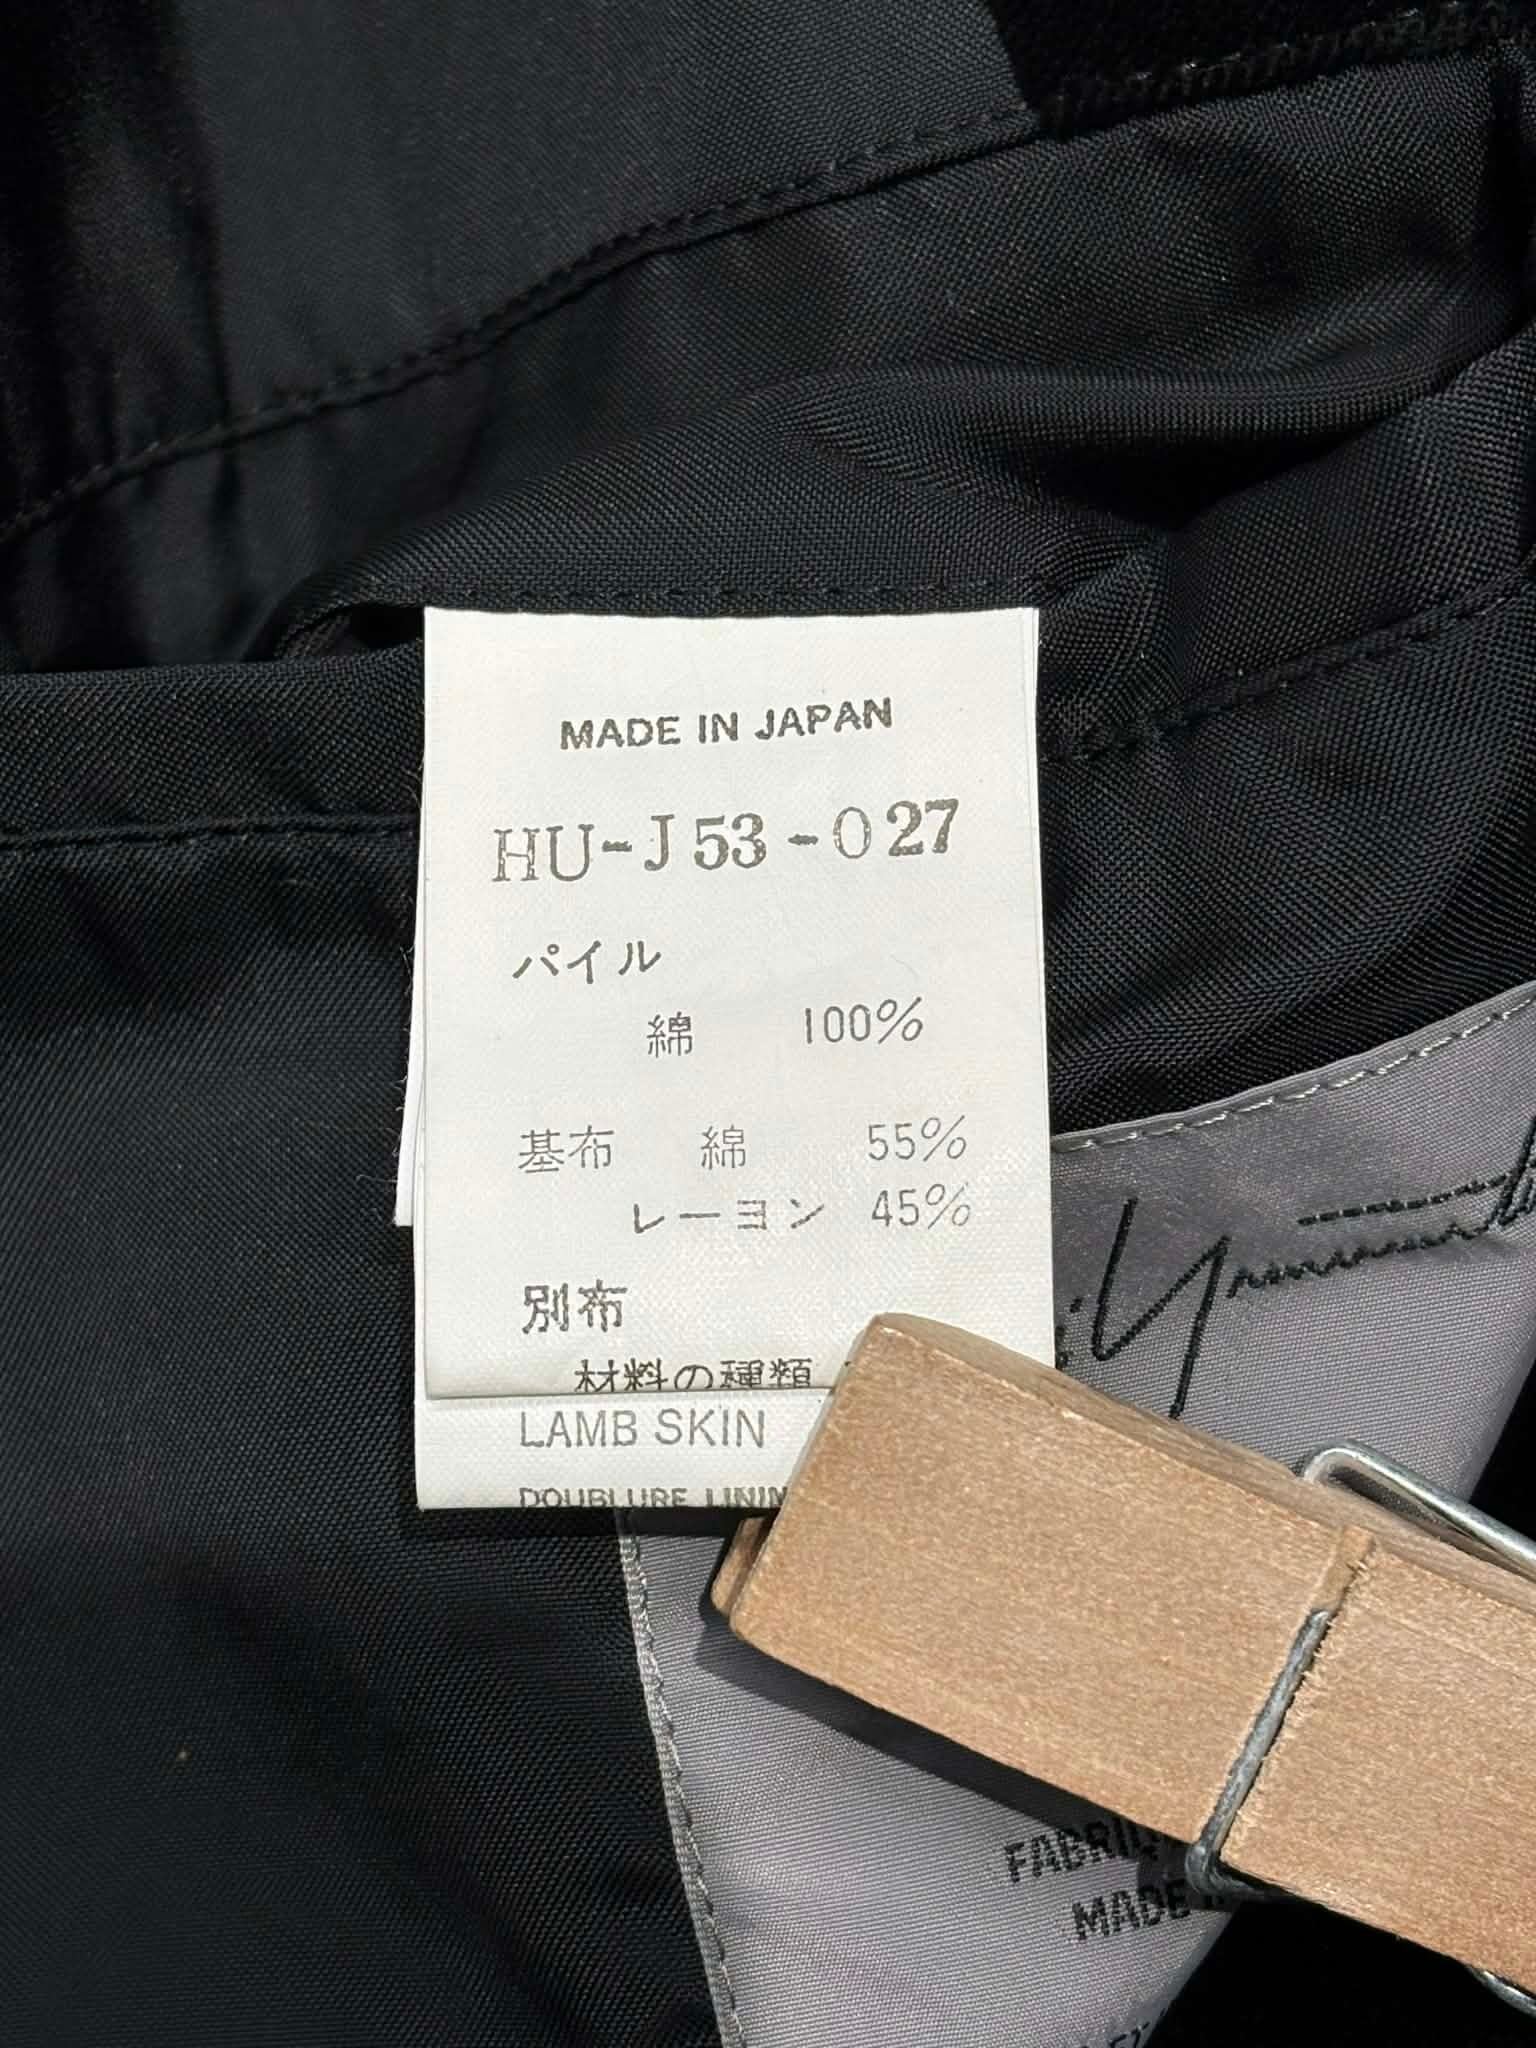 MADE IN JAPAN
HU-J53-027
パイル
綿 100%
基布 綿 55%
レーヨン 45%
別布
材料の種類
LAMB SKIN
DOUBLURE
MADE